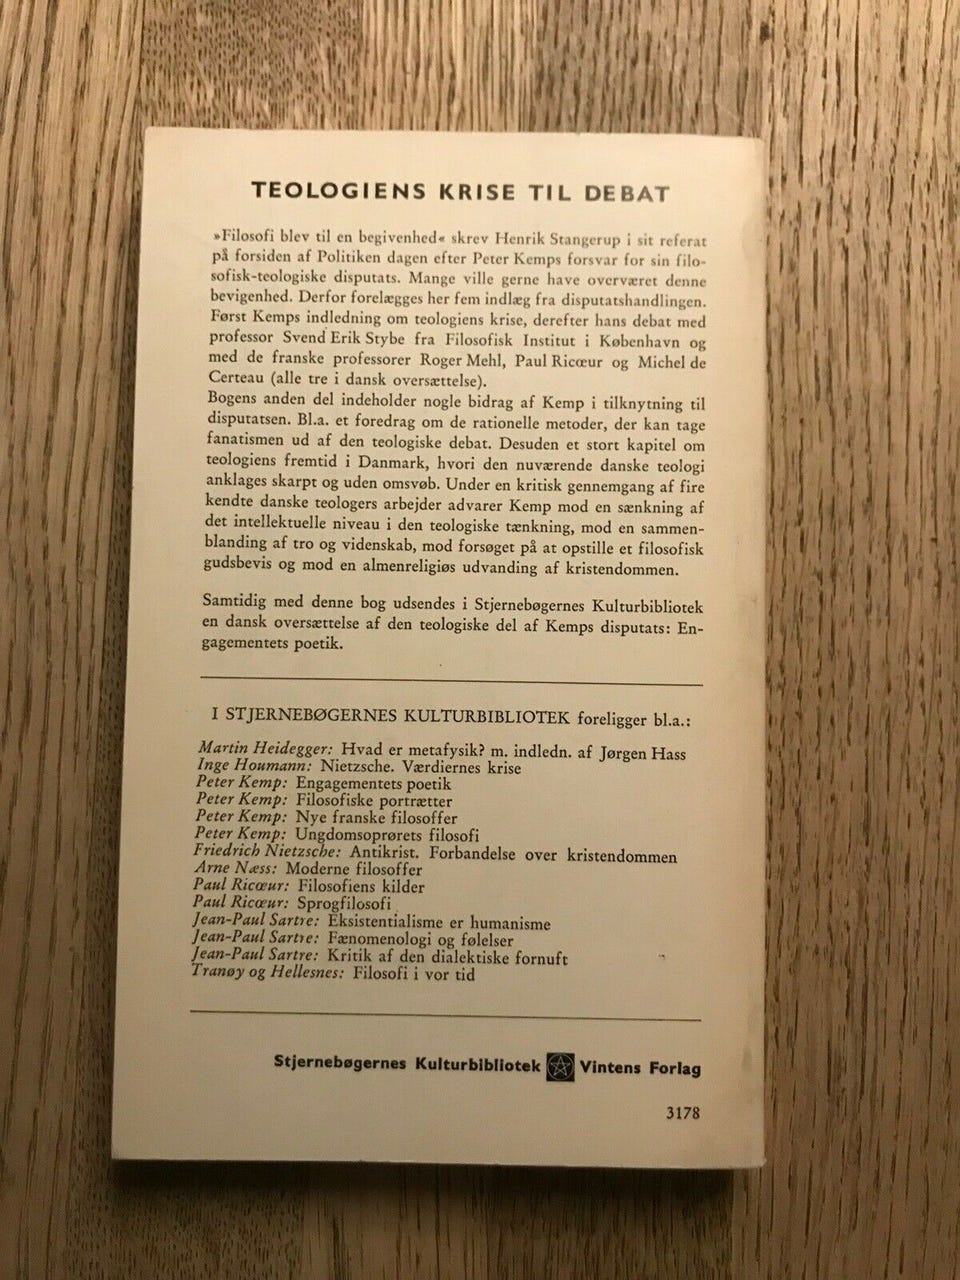 TEOLOGIENS KRISE TIL DEBAT
»Filosofi blev til en begivenhed« skrev Henrik Stangerup i sit referat
på forsiden af Politiken dagen efter Peter Kemps forsvar for sin filo-
sofisk-teologiske disputats. Mange ville gerne have overværet denne
bevigenhed. Derfor forelægges her fem indlæg fra disputatshandlingen.
Først Kemps indledning om teologiens krise, derefter hans debat med
professor Svend Erik Stybe fra Filosofisk Institut i København og
med de franske professorer Roger Mehl, Paul Ricœur og Michel de
Certeau (alle tre i dansk oversættelse).
Bogens anden del indeholder nogle bidrag af Kemp i tilknytning til
disputatsen. Bl.a. et foredrag om de rationelle metoder, der kan tage
fanatismen ud af den teologiske debat. Desuden et stort kapitel om
teologiens fremtid i Danmark, hvori den nuværende danske teologi
anklages skarpt og uden omsvøb. Under en kritisk gennemgang af fire
kendte danske teologers arbejder advarer Kemp mod en sænkning af
det intellektuelle niveau i den teologiske tænkning, mod en sammen-
blanding af tro og videnskab, mod forsøget på at opstille et filosofisk
gudsbevis og mod en almenreligiøs udvanding af kristendommen.
Samtidig med denne bog udsendes i Stjernebøgernes Kulturbibliotek
en dansk oversættelse af den teologiske del af Kemps disputats: En-
gagementets poetik.
I STJERNEBØGERNES KULTURBIBLIOTEK foreligger bl.a.:
Martin Heidegger: Hvad er metafysik? m. indledn. af Jørgen Hass
Inge Houmann: Nietzsche. Værdiernes krise
Peter Kemp: Engagementets poetik
Peter Kemp: Filosofiske portrætter
Peter Kemp: Nye franske filosoffer
Peter Kemp: Ungdomsoprørets filosofi
Friedrich Nietzsche: Antikrist. Forbandelse over kristendommen
Arne Næss: Moderne filosoffer
Paul Ricœur: Filosofiens kilder
Paul Ricœur: Sprogfilosofi
Jean-Paul Sartre: Eksistentialisme er humanisme
Jean-Paul Sartre: Fænomenologi og følelser
Jean-Paul Sartre: Kritik af den dialektiske fornuft
Tranøy og Hellesnes: Filosofi i vor tid
Stjernebøgernes Kulturbibliotek Vintens Forlag
3178